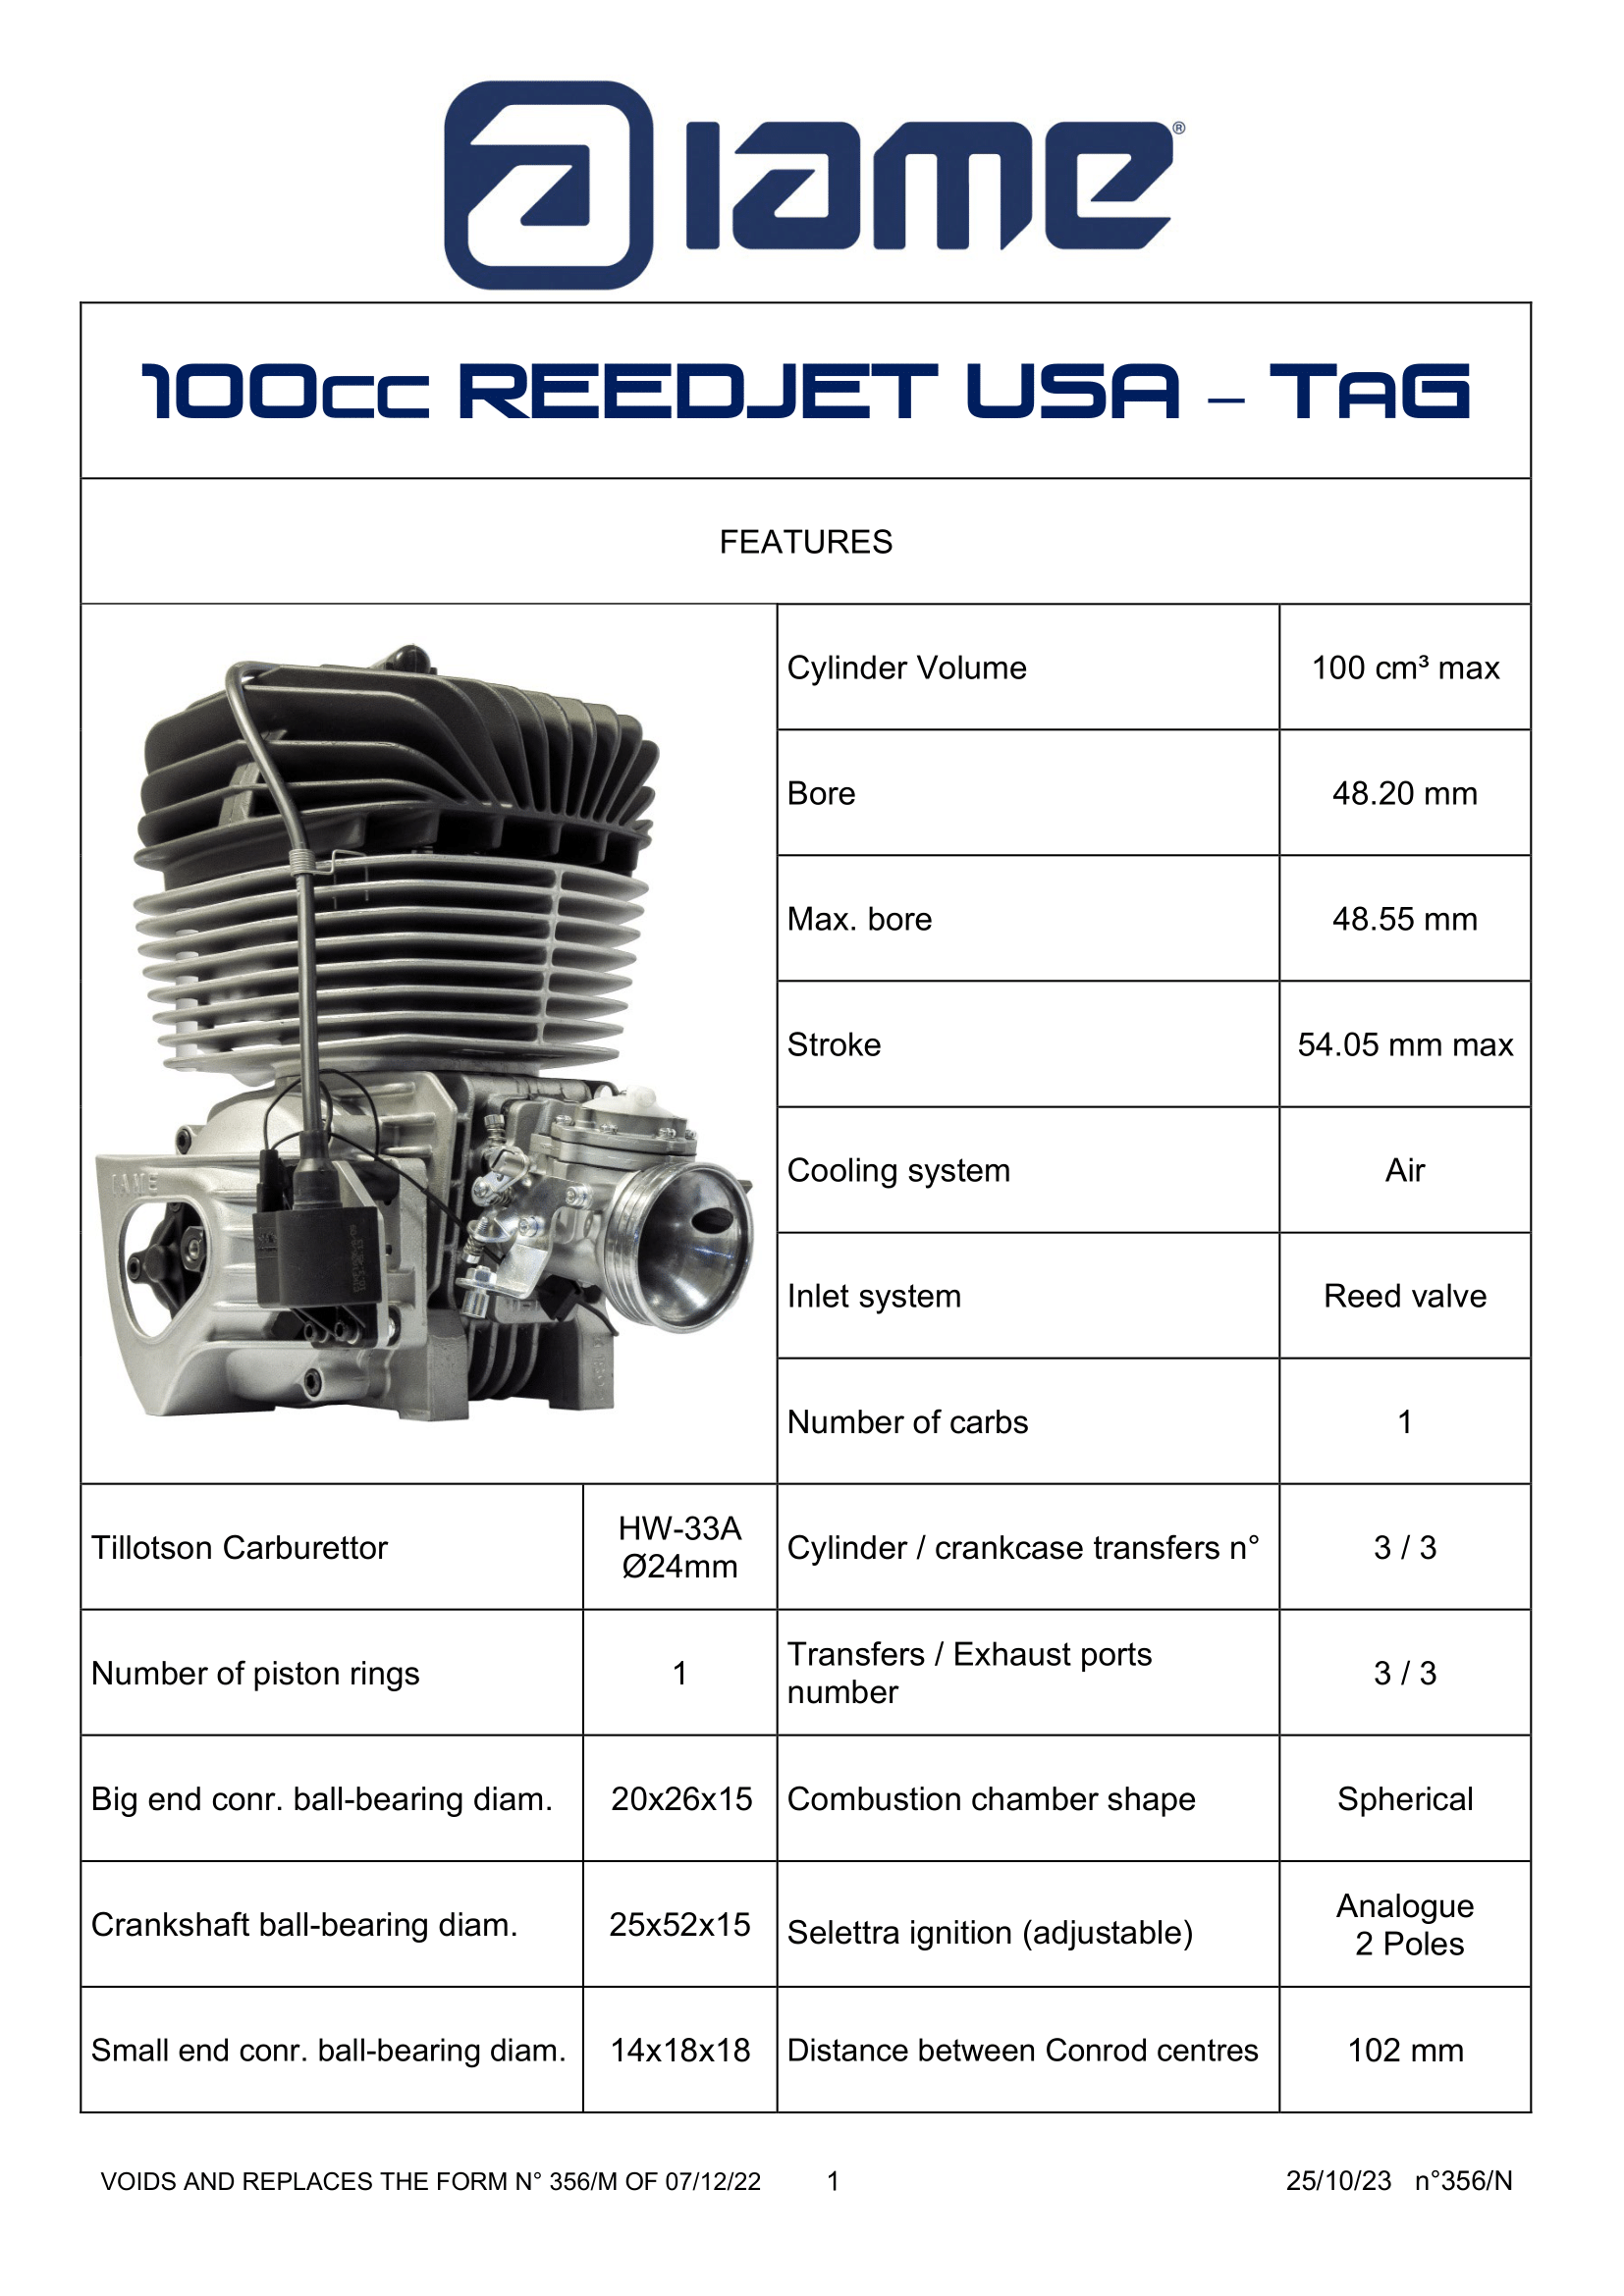 IAME®
100cc REEDJET USA – TaG
FEATURES
IAME
Cylinder Volume 100 cm³ max
Bore 48.20 mm
Max. bore 48.55 mm
Stroke 54.05 mm max
Cooling system Air
Inlet system Reed valve
Number of carbs 1
Tillotson Carburettor HW-33A
Ø24mm
Cylinder / crankcase transfers n° 3 / 3
Number of piston rings 1
Transfers / Exhaust ports
number
3 / 3
Big end conr. ball-bearing diam. 20x26x15
Combustion chamber shape Spherical
Crankshaft ball-bearing diam. 25x52x15
Selettra ignition (adjustable) Analogue
2 Poles
Small end conr. ball-bearing diam. 14x18x18
Distance between Conrod centres 102 mm
VOIDS AND REPLACES THE FORM N° 356/M OF 07/12/22 1 25/10/23 n°356/N